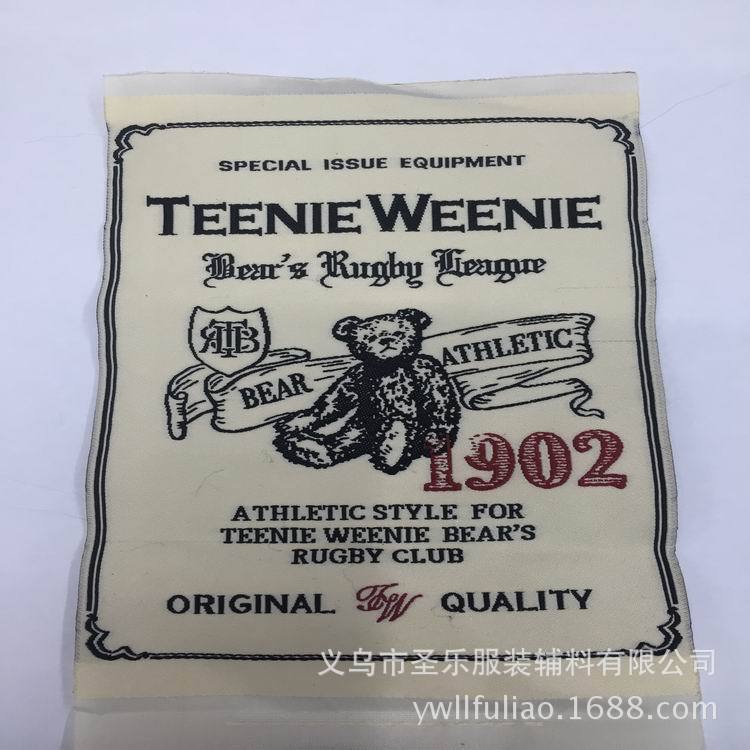 SPECIAL ISSUE EQUIPMENT
TEENIE WEENIE
Bear's Rugby League
BEAR ATHLETIC
1902
ATHLETIC STYLE FOR
TEENIE WEENIE BEAR'S
RUGBY CLUB
ORIGINAL TW QUALITY
义乌市圣乐服装辅料有限公司
ywllfuliao.1688.com